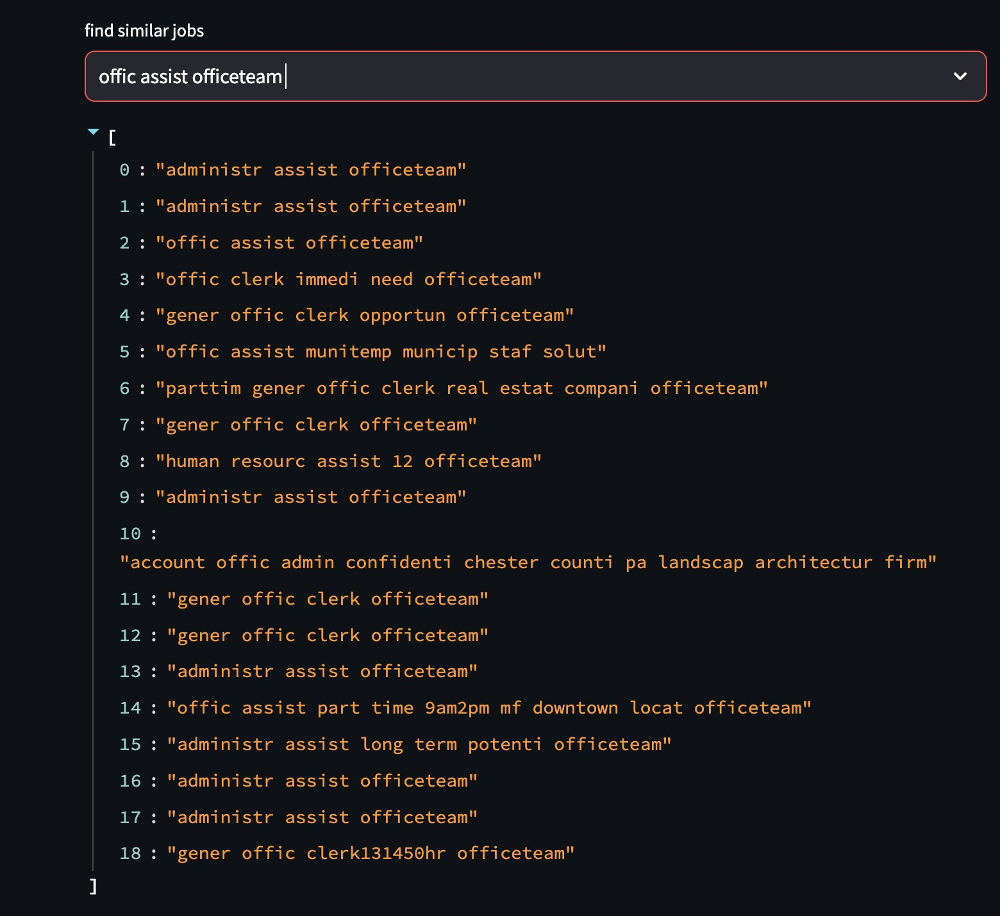 find similar jobs
offic assist officeteam
[
0 : "administr assist officeteam"
1 : "administr assist officeteam"
2 : "offic assist officeteam"
3 : "offic clerk immedi need officeteam"
4 : "gener offic clerk opportun officeteam"
5 : "offic assist munitemp municip staf solut"
6 : "parttim gener offic clerk real estat compani officeteam"
7 : "gener offic clerk officeteam"
8 : "human resourc assist 12 officeteam"
9 : "administr assist officeteam"
10 :
"account offic admin confidenti chester counti pa landscap architectur firm"
11 : "gener offic clerk officeteam"
12 : "gener offic clerk officeteam"
13 : "administr assist officeteam"
14 : "offic assist part time 9am2pm mf downtown locat officeteam"
15 : "administr assist long term potenti officeteam"
16 : "administr assist officeteam"
17 : "administr assist officeteam"
18 : "gener offic clerk131450hr officeteam"
]